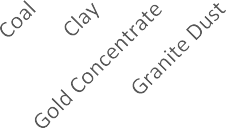 Coal
Clay
Gold Concentrate
Granite Dust